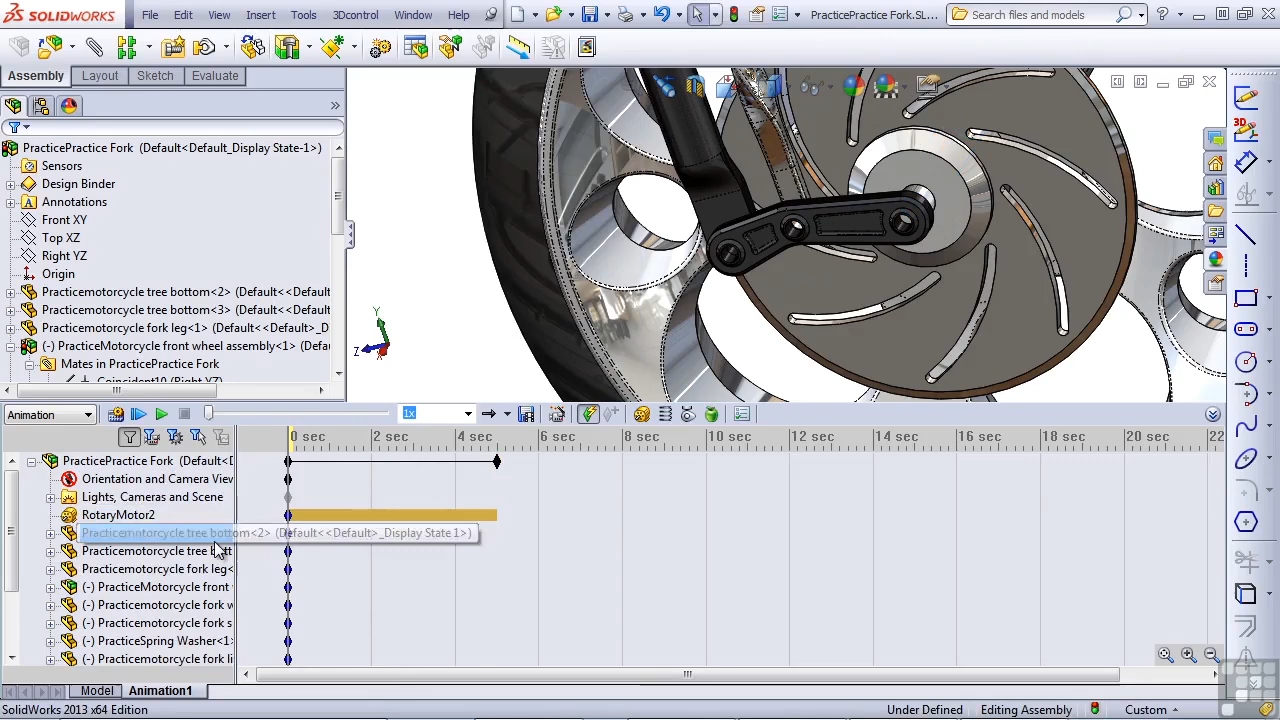 SOLIDWORKS File Edit View Insert Tools 3Dcontrol Window Help PracticePractice Fork.SL... Search files and models
Assembly Layout Sketch Evaluate
PracticePractice Fork (Default<Default_Display State-1>)
Sensors
Design Binder
Annotations
Front XY
Top XZ
Right YZ
Origin
Practicemotorcycle tree bottom<2> (Default<<Default
Practicemotorcycle tree bottom<3> (Default<<Default
Practicemotorcycle fork leg<1> (Default<<Default>_D
(-) PracticeMotorcycle front wheel assembly<1> (Defau
Mates in PracticePractice Fork
Coincident10 (Right YZ)
Y
Z
X
Animation 1x
0 sec 2 sec 4 sec 6 sec 8 sec 10 sec 12 sec 14 sec 16 sec 18 sec 20 sec 22
PracticePractice Fork (Default<D
Orientation and Camera View
Lights, Cameras and Scene
RotaryMotor2
Practicemotorcycle tree bottom<2> (Default<<Default>_Display State 1>)
Practicemotorcycle tree bott
Practicemotorcycle fork leg<
(-) PracticeMotorcycle front
(-) Practicemotorcycle fork w
(-) Practicemotorcycle fork s
(-) PracticeSpring Washer<1>
(-) Practicemotorcycle fork li
Model Animation1
SolidWorks 2013 x64 Edition Under Defined Editing Assembly Custom